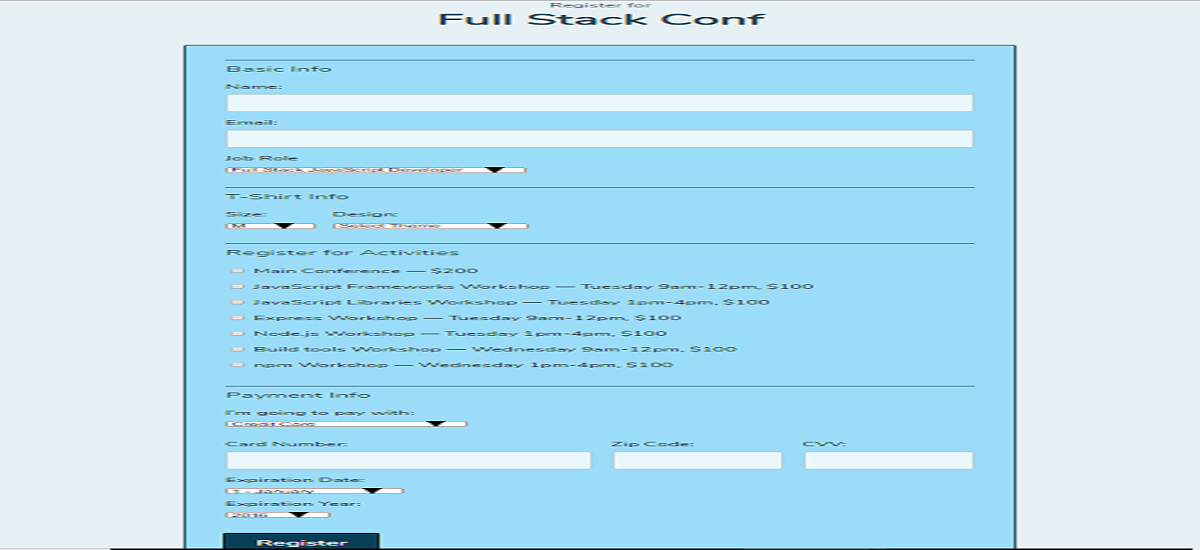 Register for
Full Stack Conf
Basic Info
Name:
Email:
Job Role
Full Stack JavaScript Developer
T-Shirt Info
Size: Design:
M Select Theme
Register for Activities
Main Conference — $200
JavaScript Frameworks Workshop — Tuesday 9am-12pm, $100
JavaScript Libraries Workshop — Tuesday 1pm-4pm, $100
Express Workshop — Tuesday 9am-12pm, $100
Node.js Workshop — Tuesday 1pm-4pm, $100
Build tools Workshop — Wednesday 9am-12pm, $100
npm Workshop — Wednesday 1pm-4pm, $100
Payment Info
I'm going to pay with:
Credit Card
Card Number: Zip Code: CVV:
Expiration Date:
1 - January
Expiration Year:
2016
Register